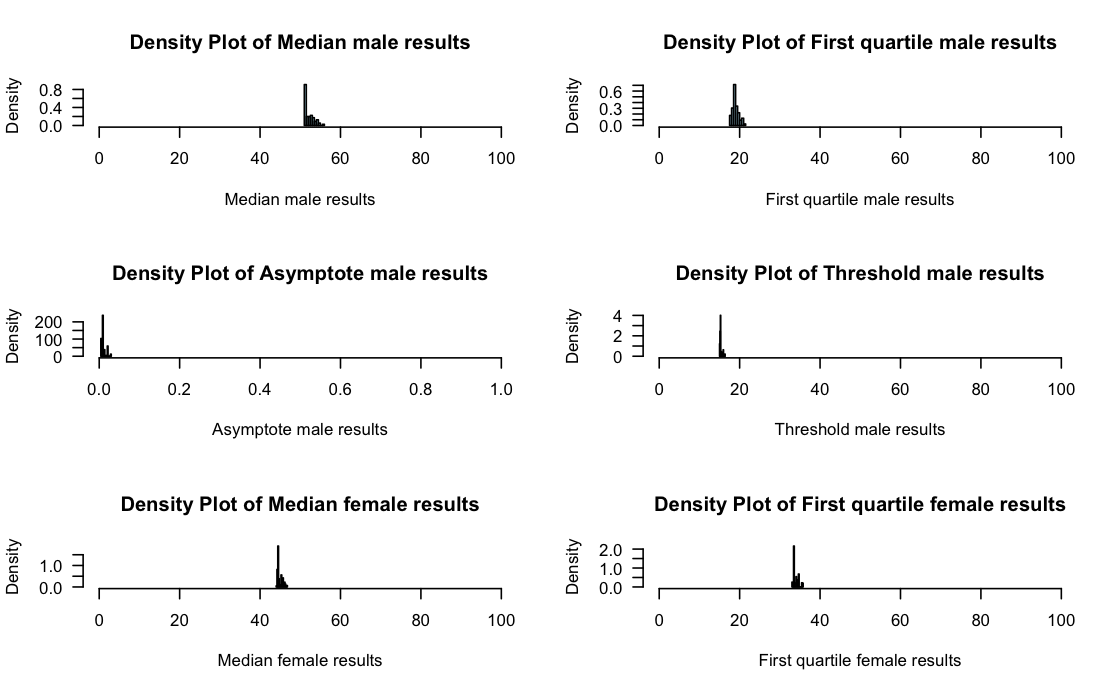 Density Plot of Median male results
Density
0.8
0.4
0.0
0 20 40 60 80 100
Median male results
Density Plot of First quartile male results
Density
0.6
0.3
0.0
0 20 40 60 80 100
First quartile male results
Density Plot of Asymptote male results
Density
200
100
0
0.0 0.2 0.4 0.6 0.8 1.0
Asymptote male results
Density Plot of Threshold male results
Density
4
2
0
0 20 40 60 80 100
Threshold male results
Density Plot of Median female results
Density
1.0
0.0
0 20 40 60 80 100
Median female results
Density Plot of First quartile female results
Density
2.0
1.0
0.0
0 20 40 60 80 100
First quartile female results